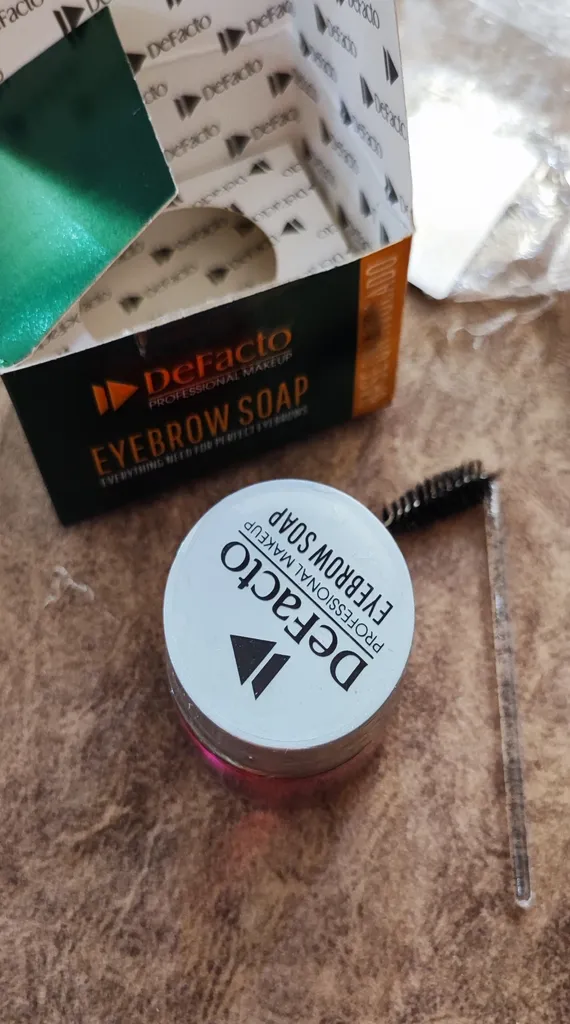 DeFacto
DeFacto
DeFacto
DeFacto
DeFacto
DeFacto
DeFacto
PROFESSIONAL MAKEUP
EYEBROW SOAP
EVERYTHING NEED FOR PERFECT EYEBROWS
DeFacto
PROFESSIONAL MAKEUP
EYEBROW SOAP